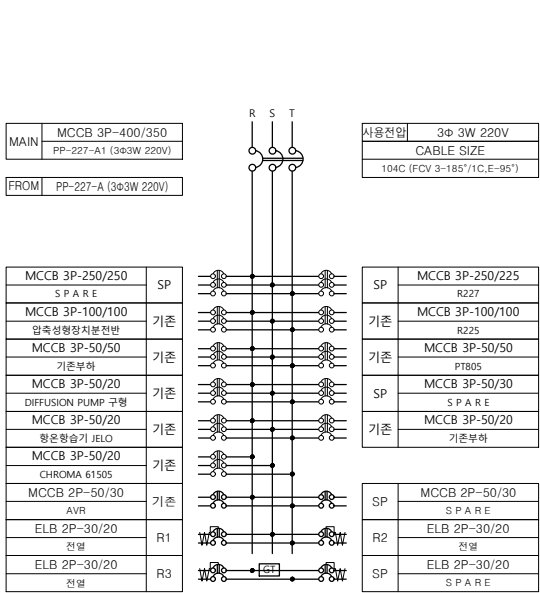 R S T
MAIN
MCCB 3P-400/350
PP-227-A1 (3Φ3W 220V)
FROM
PP-227-A (3Φ3W 220V)
사용전압
3Φ 3W 220V
CABLE SIZE
104C (FCV 3-185˚/1C,E-95˚)
MCCB 3P-250/250
SPARE
SP
MCCB 3P-100/100
압축성형장치분전반
기존
MCCB 3P-50/50
기존부하
기존
MCCB 3P-50/20
DIFFUSION PUMP 구형
기존
MCCB 3P-50/20
항온항습기 JELO
기존
MCCB 3P-50/20
CHROMA 61505
기존
MCCB 2P-50/30
AVR
기존
ELB 2P-30/20
전열
R1
ELB 2P-30/20
전열
R3
GT
SP
MCCB 3P-250/225
R227
기존
MCCB 3P-100/100
R225
기존
MCCB 3P-50/50
PT805
SP
MCCB 3P-50/30
SPARE
기존
MCCB 3P-50/20
기존부하
SP
MCCB 2P-50/30
SPARE
R2
ELB 2P-30/20
전열
SP
ELB 2P-30/20
SPARE